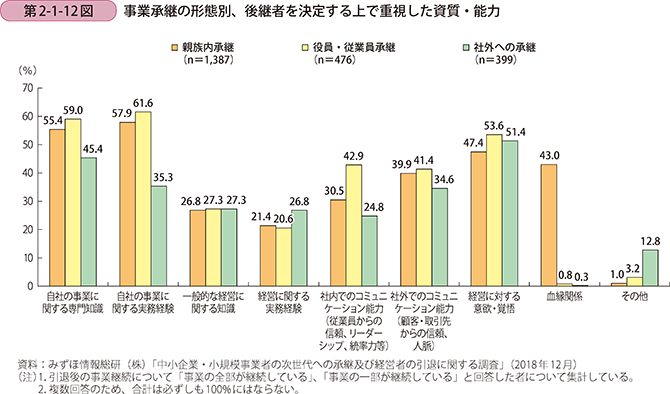 第2-1-12図 事業承継の形態別、後継者を決定する上で重視した資質・能力
親族内承継 役員・従業員承継 社外への承継
(n=1,387) (n=476) (n=399)
(%)
70
60
50
40
30
20
10
0
55.4 59.0 45.4
57.9 61.6 35.3
26.8 27.3 27.3
21.4 20.6 26.8
30.5 42.9 24.8
39.9 41.4 34.6
47.4 53.6 51.4
43.0 0.8 0.3
1.0 3.2 12.8
自社の事業に
関する専門知識
自社の事業に
関する実務経験
一般的な経営に
関する知識
経営に関する
実務経験
社内でのコミュニ
ケーション能力
(従業員からの
信頼、リーダー
シップ、統率力等)
社外でのコミュニ
ケーション能力
(顧客・取引先
からの信頼、
人脈)
経営に対する
意欲・覚悟
血縁関係
その他
資料:みずほ情報総研(株)「中小企業・小規模事業者の次世代への承継及び経営者の引退に関する調査」(2018年12月)
(注)1. 引退後の事業継続について「事業の全部が継続している」、「事業の一部が継続している」と回答した者について集計している。
2. 複数回答のため、合計は必ずしも100%にはならない。